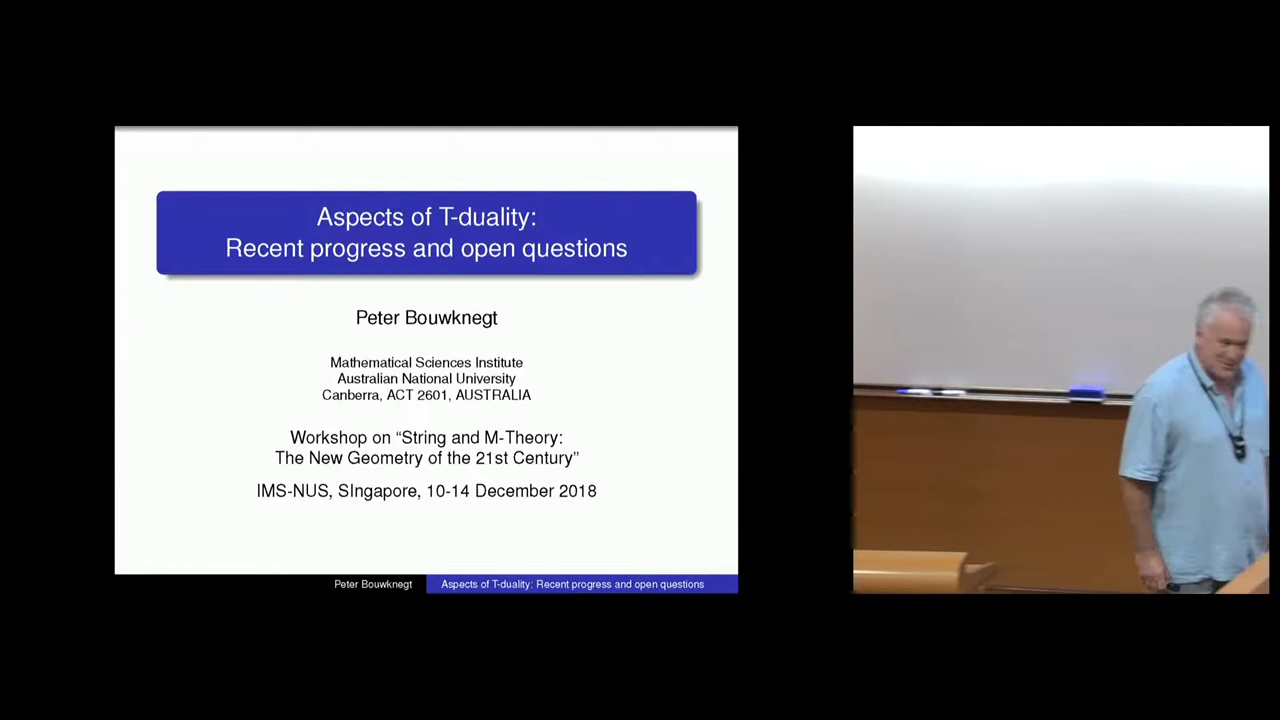 Aspects of T-duality:
Recent progress and open questions
Peter Bouwknegt
Mathematical Sciences Institute
Australian National University
Canberra, ACT 2601, AUSTRALIA
Workshop on “String and M-Theory:
The New Geometry of the 21st Century”
IMS-NUS, SIngapore, 10-14 December 2018
Peter Bouwknegt
Aspects of T-duality: Recent progress and open questions